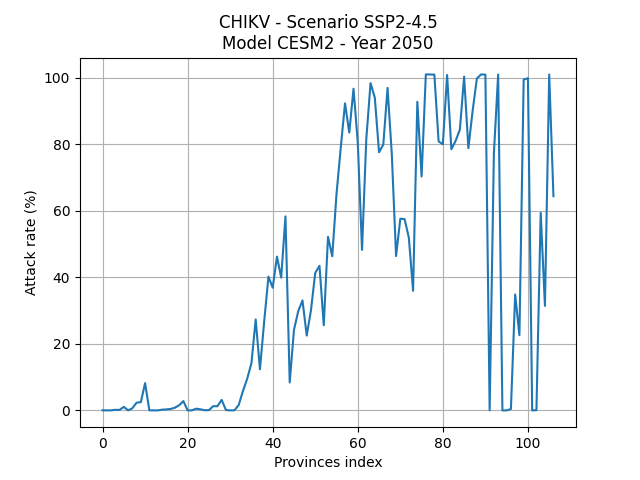 CHIKV - Scenario SSP2-4.5
Model CESM2 - Year 2050
Attack rate (%)
100
80
60
40
20
0
0 20 40 60 80 100
Provinces index